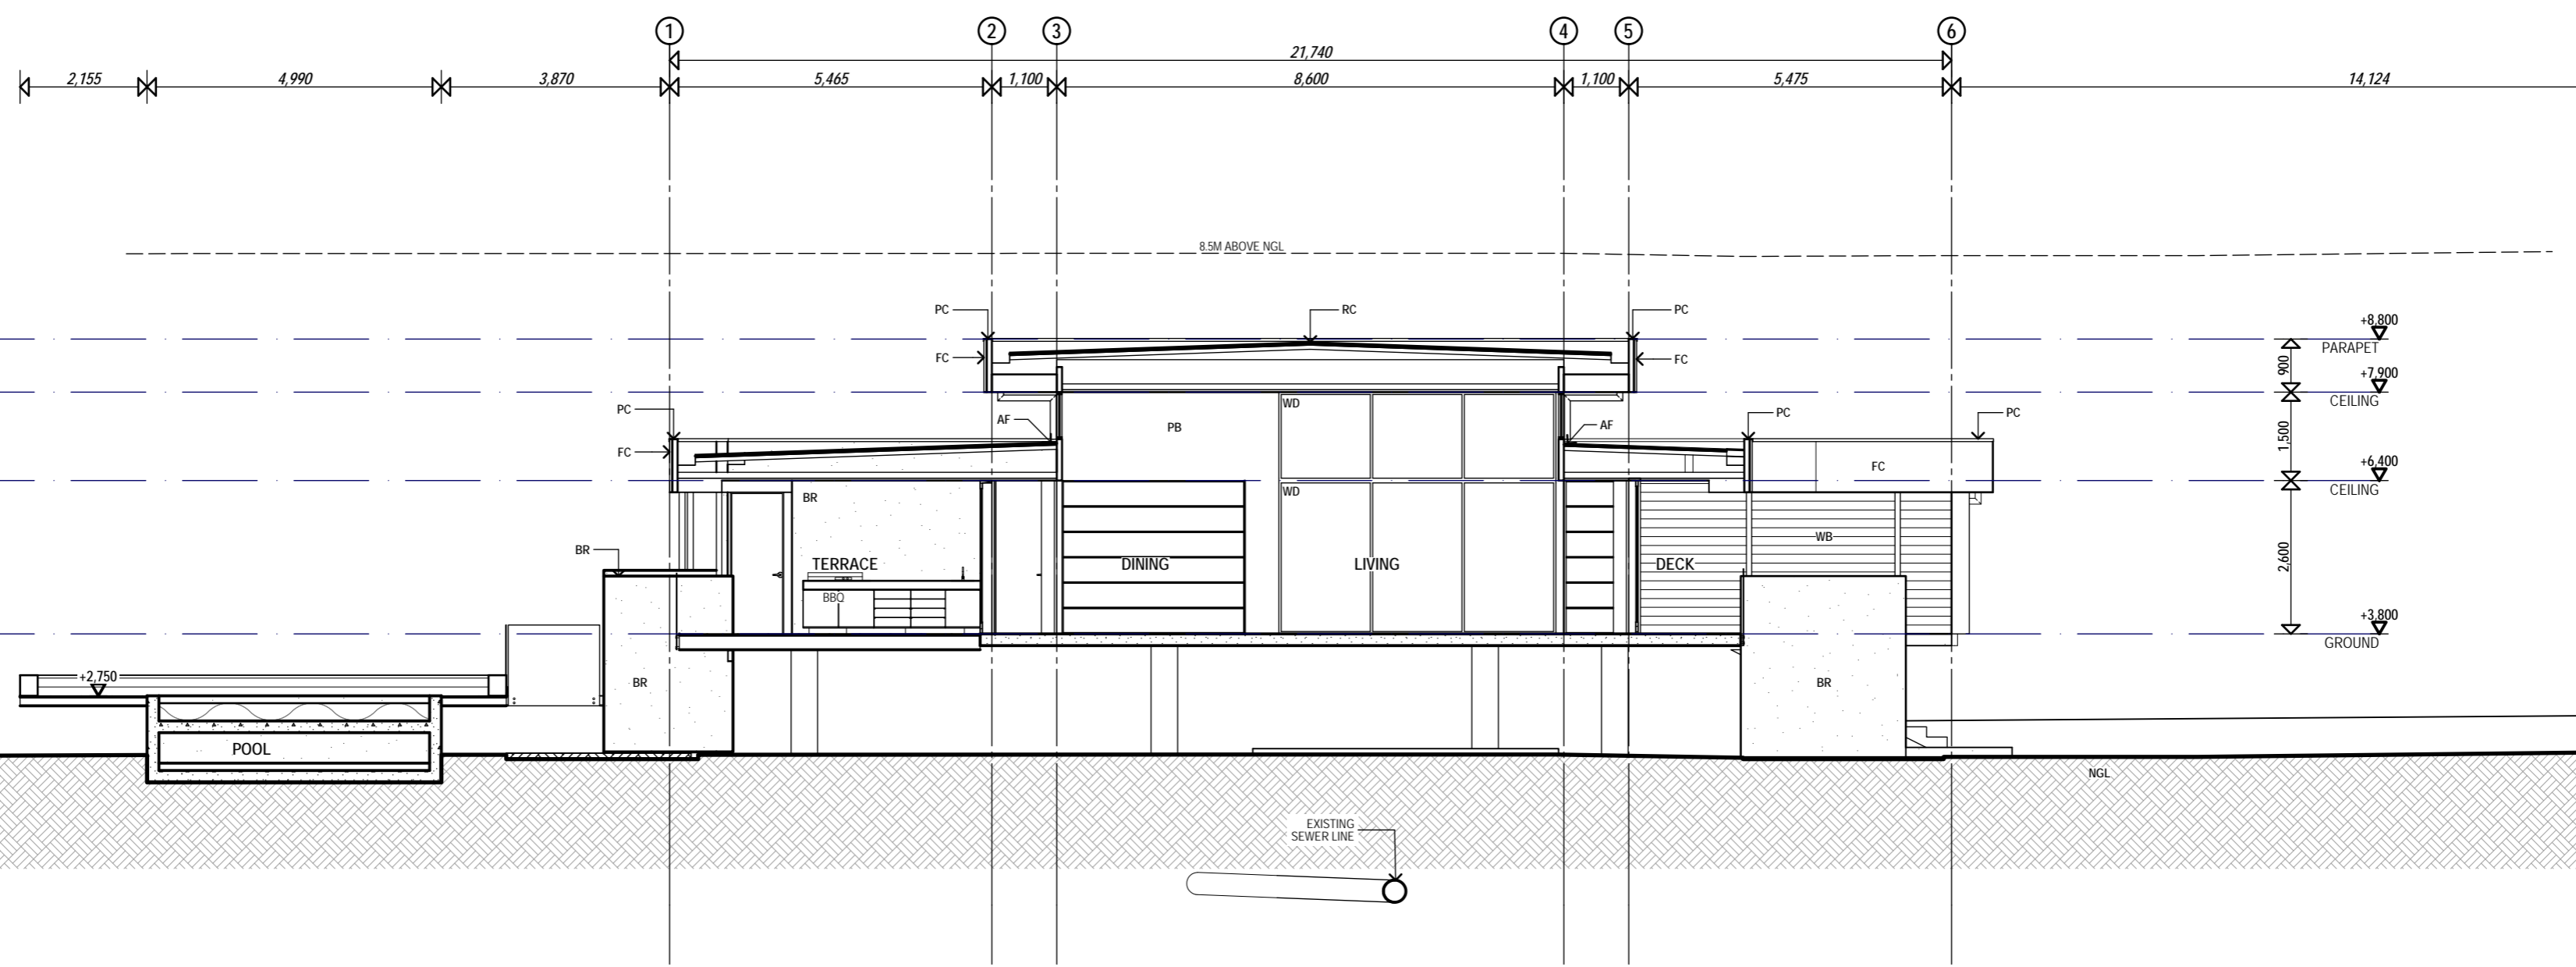 1
2
3
4
5
6
21,740
2,155
4,990
3,870
5,465
1,100
8,600
1,100
5,475
14,124
8.5M ABOVE NGL
PC
RC
PC
+8,800
PARAPET
FC
FC
900
+7,900
CEILING
PC
AF
PB
WD
AF
PC
PC
1,500
FC
FC
+6,400
CEILING
BR
WD
BR
WB
TERRACE
DINING
LIVING
DECK
2,600
BBQ
+3,800
GROUND
+2,750
BR
BR
POOL
NGL
EXISTING
SEWER LINE